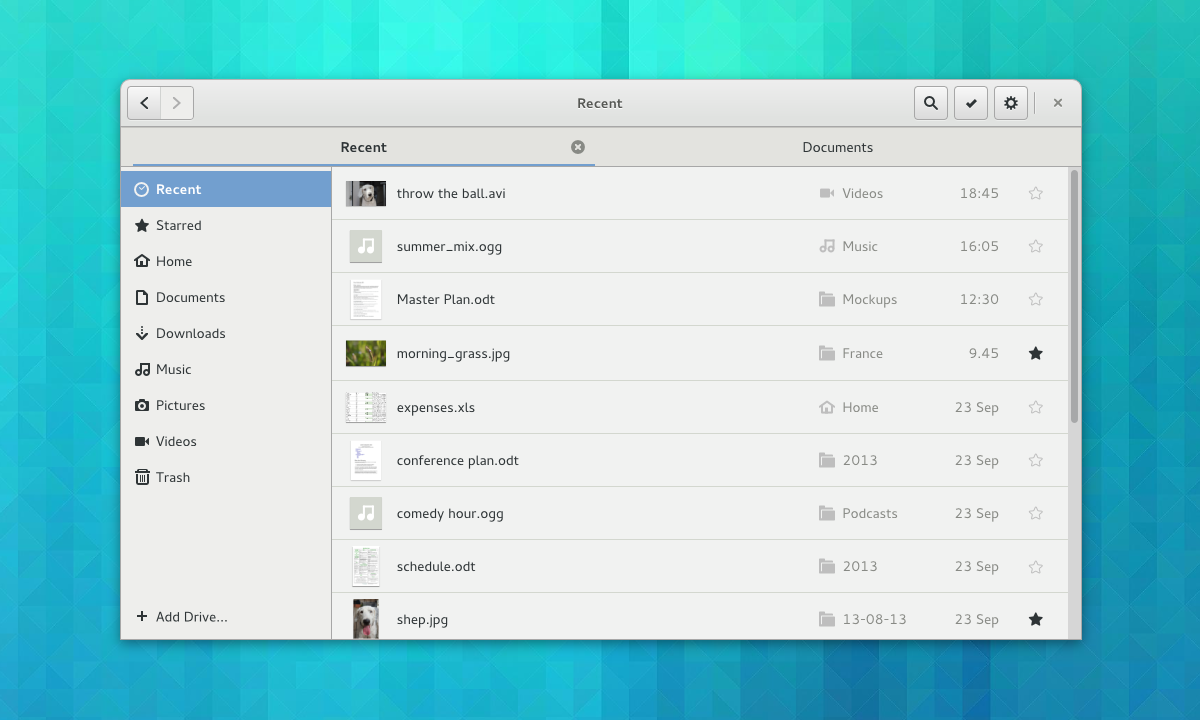 Recent
Recent Documents
Recent
Starred
Home
Documents
Downloads
Music
Pictures
Videos
Trash
Add Drive...
throw the ball.avi Videos 18:45
summer_mix.ogg Music 16:05
Master Plan.odt Mockups 12:30
morning_grass.jpg France 9.45
expenses.xls Home 23 Sep
conference plan.odt 2013 23 Sep
comedy hour.ogg Podcasts 23 Sep
schedule.odt 2013 23 Sep
shep.jpg 13-08-13 23 Sep